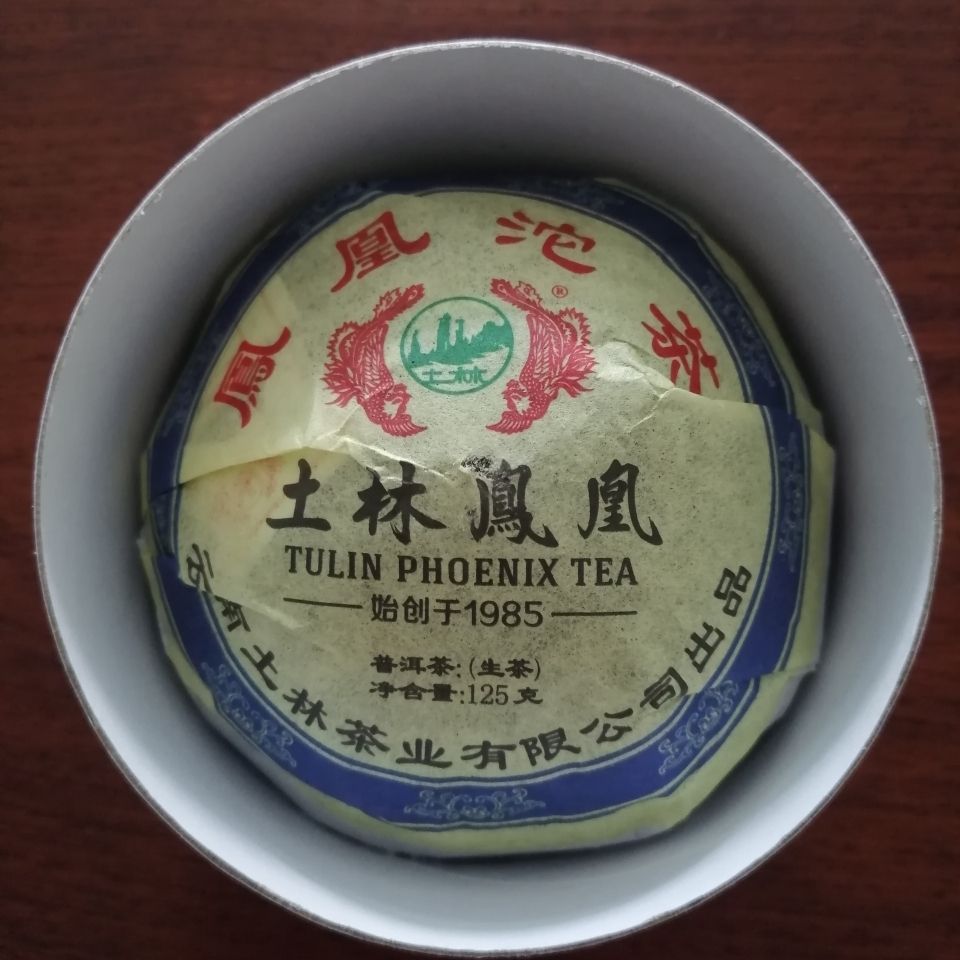 鳳凰沱茶
®
土林
土林鳳凰
TULIN PHOENIX TEA
始创于1985
普洱茶:(生茶)
净含量:125克
云南土林茶业有限公司出品